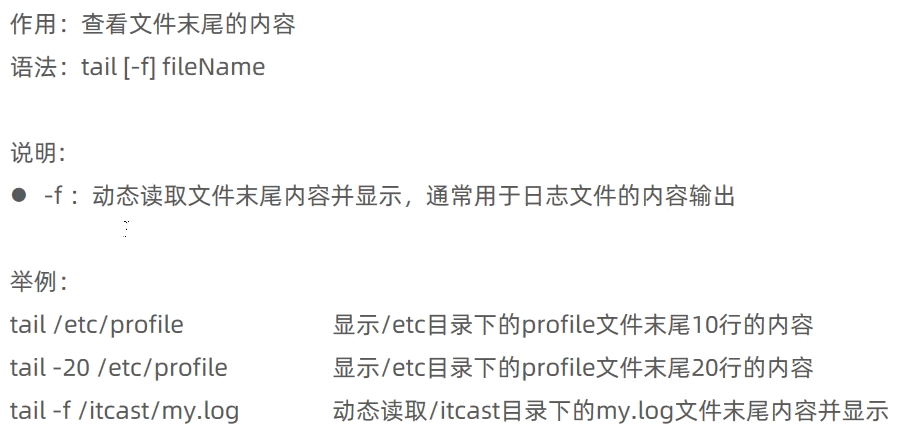 作用：查看文件末尾的内容
语法：tail [-f] fileName
说明：
● -f ：动态读取文件末尾内容并显示，通常用于日志文件的内容输出
举例：
tail /etc/profile 显示/etc目录下的profile文件末尾10行的内容
tail -20 /etc/profile 显示/etc目录下的profile文件末尾20行的内容
tail -f /itcast/my.log 动态读取/itcast目录下的my.log文件末尾内容并显示